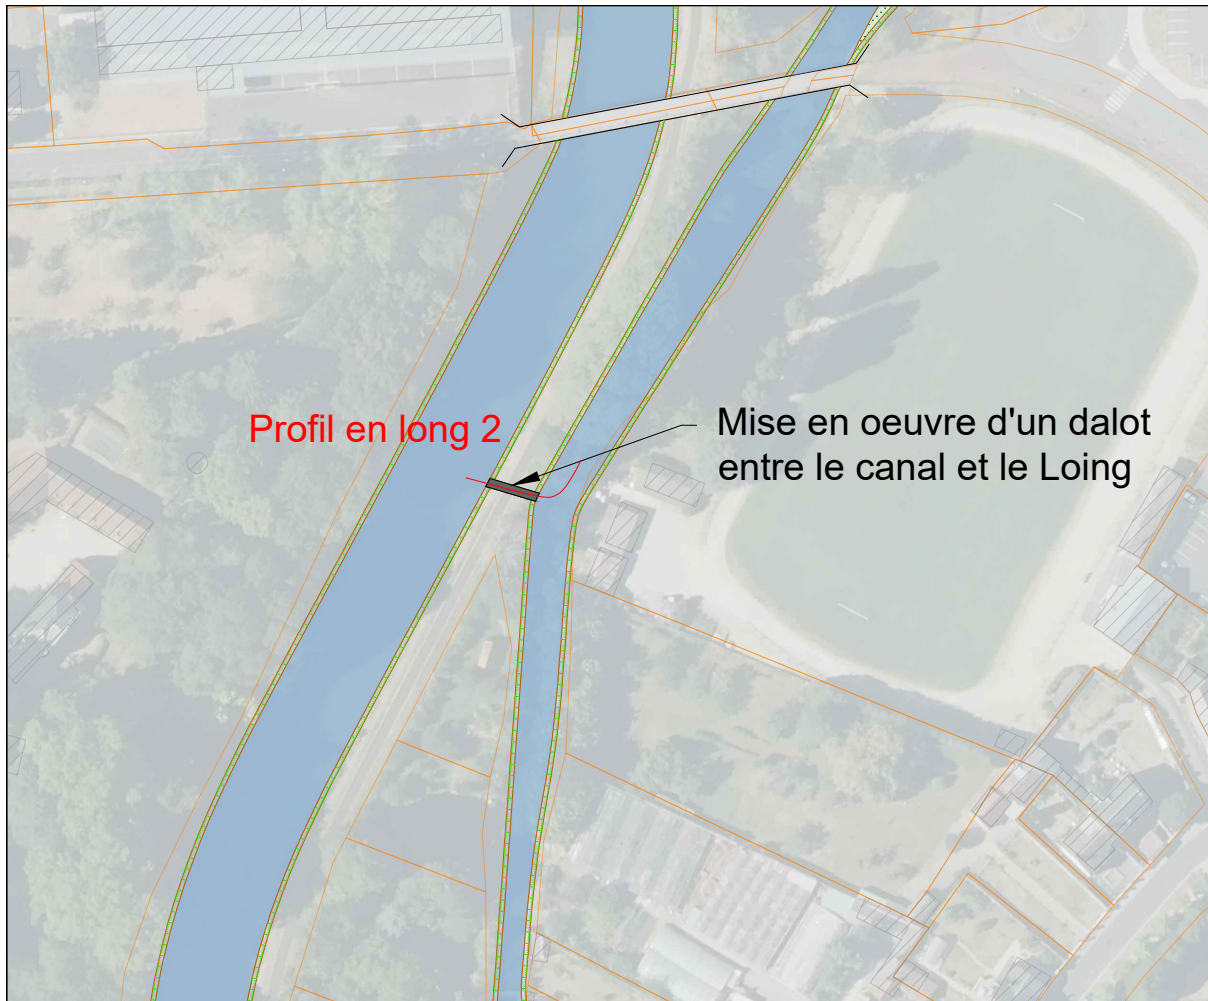 Profil en long 2
Mise en oeuvre d'un dalot
entre le canal et le Loing